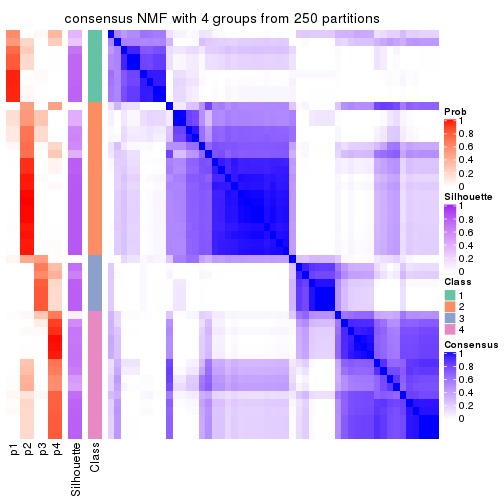 consensus NMF with 4 groups from 250 partitions
Prob
1
0.8
0.6
0.4
0.2
0
Silhouette
1
0.8
0.6
0.4
0.2
0
Class
1
2
3
4
Consensus
1
0.8
0.6
0.4
0.2
0
p1
p2
p3
p4
Silhouette
Class